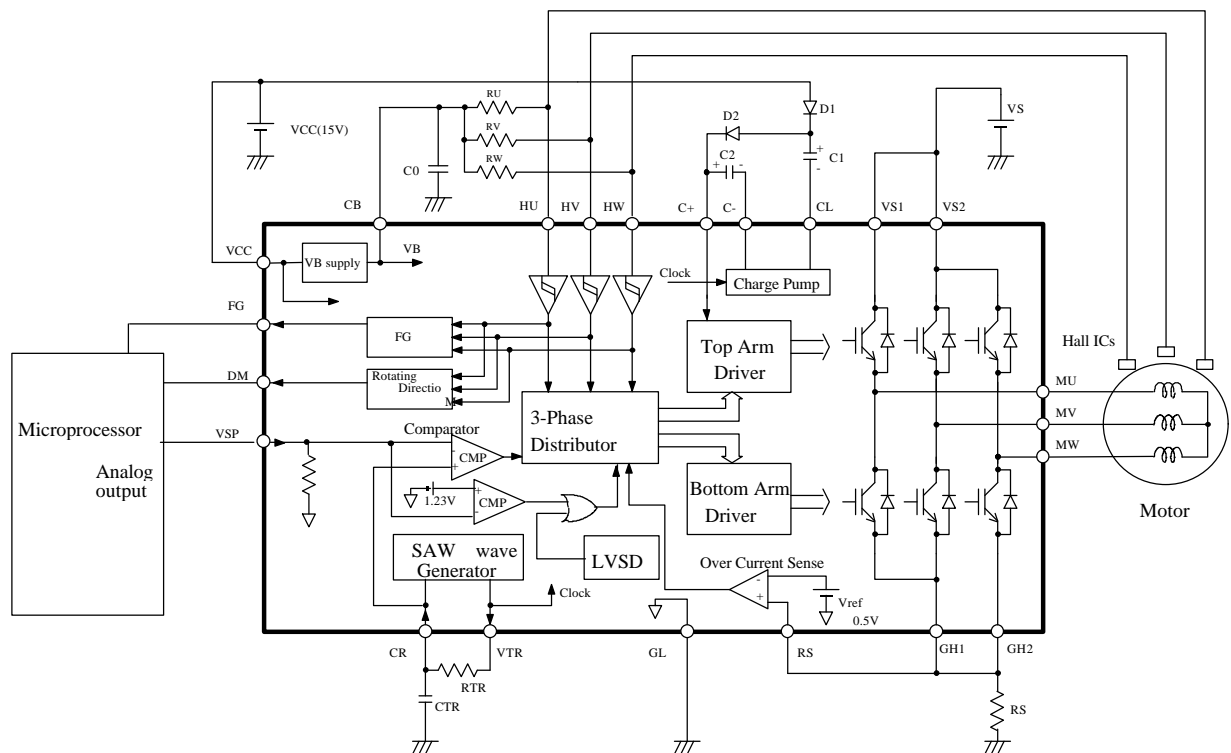 RU
D1
D2
VS
VCC(15V)
RV
+
C2
+
-
C1
-
RW
C0
CB
HU
HV
HW
C+
C-
CL
VS1
VS2
VCC
VB supply
VB
Clock
Charge Pump
FG
FG
Top Arm
Driver
Hall ICs
DM
Rotating
Directio
M
MU
3-Phase
Distributor
MV
Microprocessor
VSP
Comparator
-
+
CMP
MW
Analog
output
1.23V
+
-
CMP
Bottom Arm
Driver
Motor
SAW wave
Generator
LVSD
Over Current Sense
-
+
Clock
Vref
0.5V
CR
VTR
GL
RS
GH1
GH2
RTR
CTR
RS